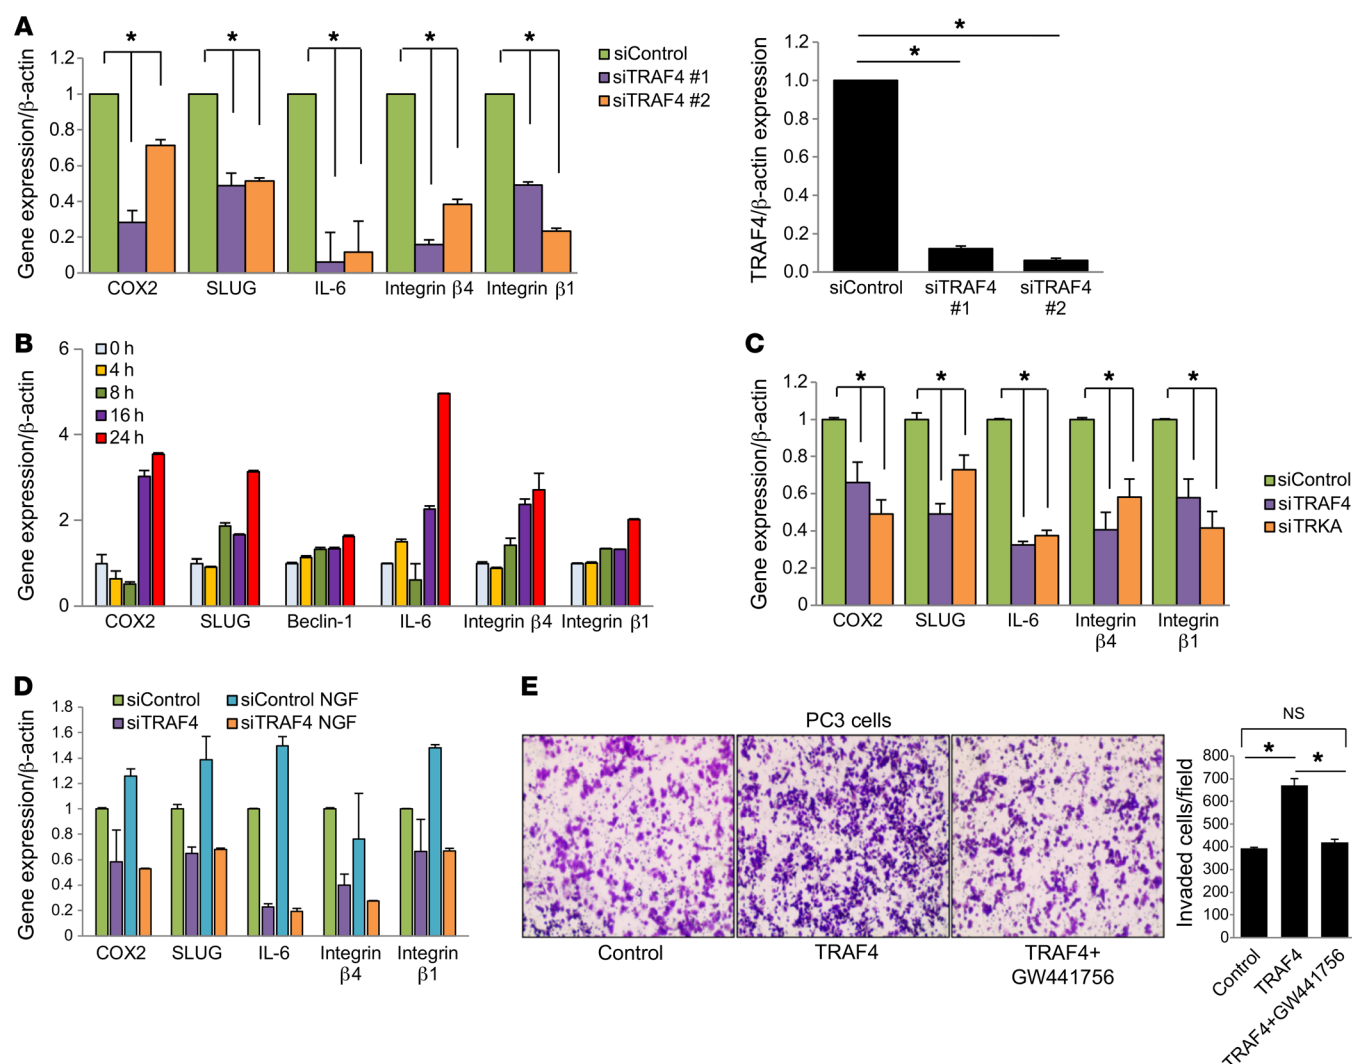 A
Gene expression/β-actin
1.2
1
0.8
0.6
0.4
0.2
0
* * * * *
COX2 SLUG IL-6 Integrin β4 Integrin β1
siControl
siTRAF4 #1
siTRAF4 #2
TRAF4/β-actin expression
1.2
1.0
0.8
0.6
0.4
0.2
0.0
*
*
siControl siTRAF4 siTRAF4
#1 #2
B
Gene expression/β-actin
6
4
2
0
0 h
4 h
8 h
16 h
24 h
COX2 SLUG Beclin-1 IL-6 Integrin β4 Integrin β1
C
Gene expression/β-actin
1.2
1
0.8
0.6
0.4
0.2
0
* * * * *
COX2 SLUG IL-6 Integrin Integrin
β4 β1
siControl
siTRAF4
siTRKA
D
Gene expression/β-actin
1.8
1.6
1.4
1.2
1
0.8
0.6
0.4
0.2
0
siControl siControl NGF
siTRAF4 siTRAF4 NGF
COX2 SLUG IL-6 Integrin Integrin
β4 β1
E
PC3 cells
Control TRAF4 TRAF4+
GW441756
Invaded cells/field
800
700
600
500
400
300
200
100
0
NS
* *
Control
TRAF4
TRAF4+GW441756